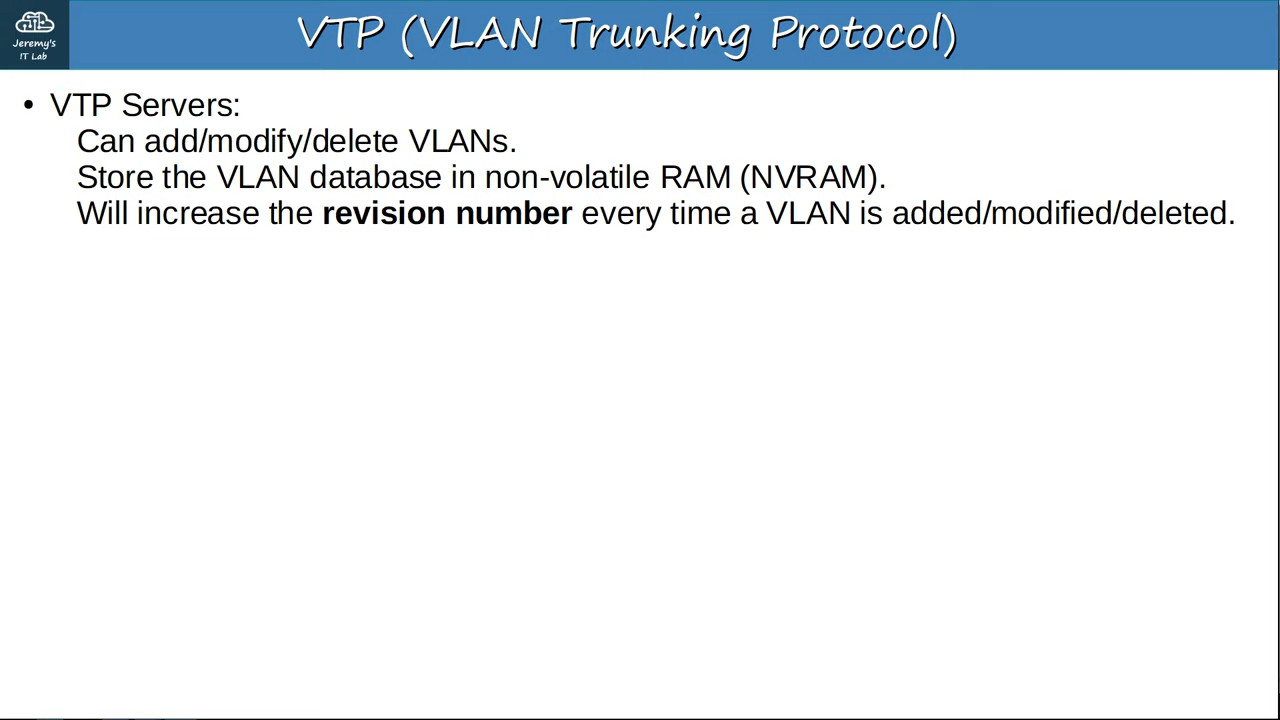 Jeremy's
IT Lab
VTP (VLAN Trunking Protocol)
• VTP Servers:
Can add/modify/delete VLANs.
Store the VLAN database in non-volatile RAM (NVRAM).
Will increase the revision number every time a VLAN is added/modified/deleted.